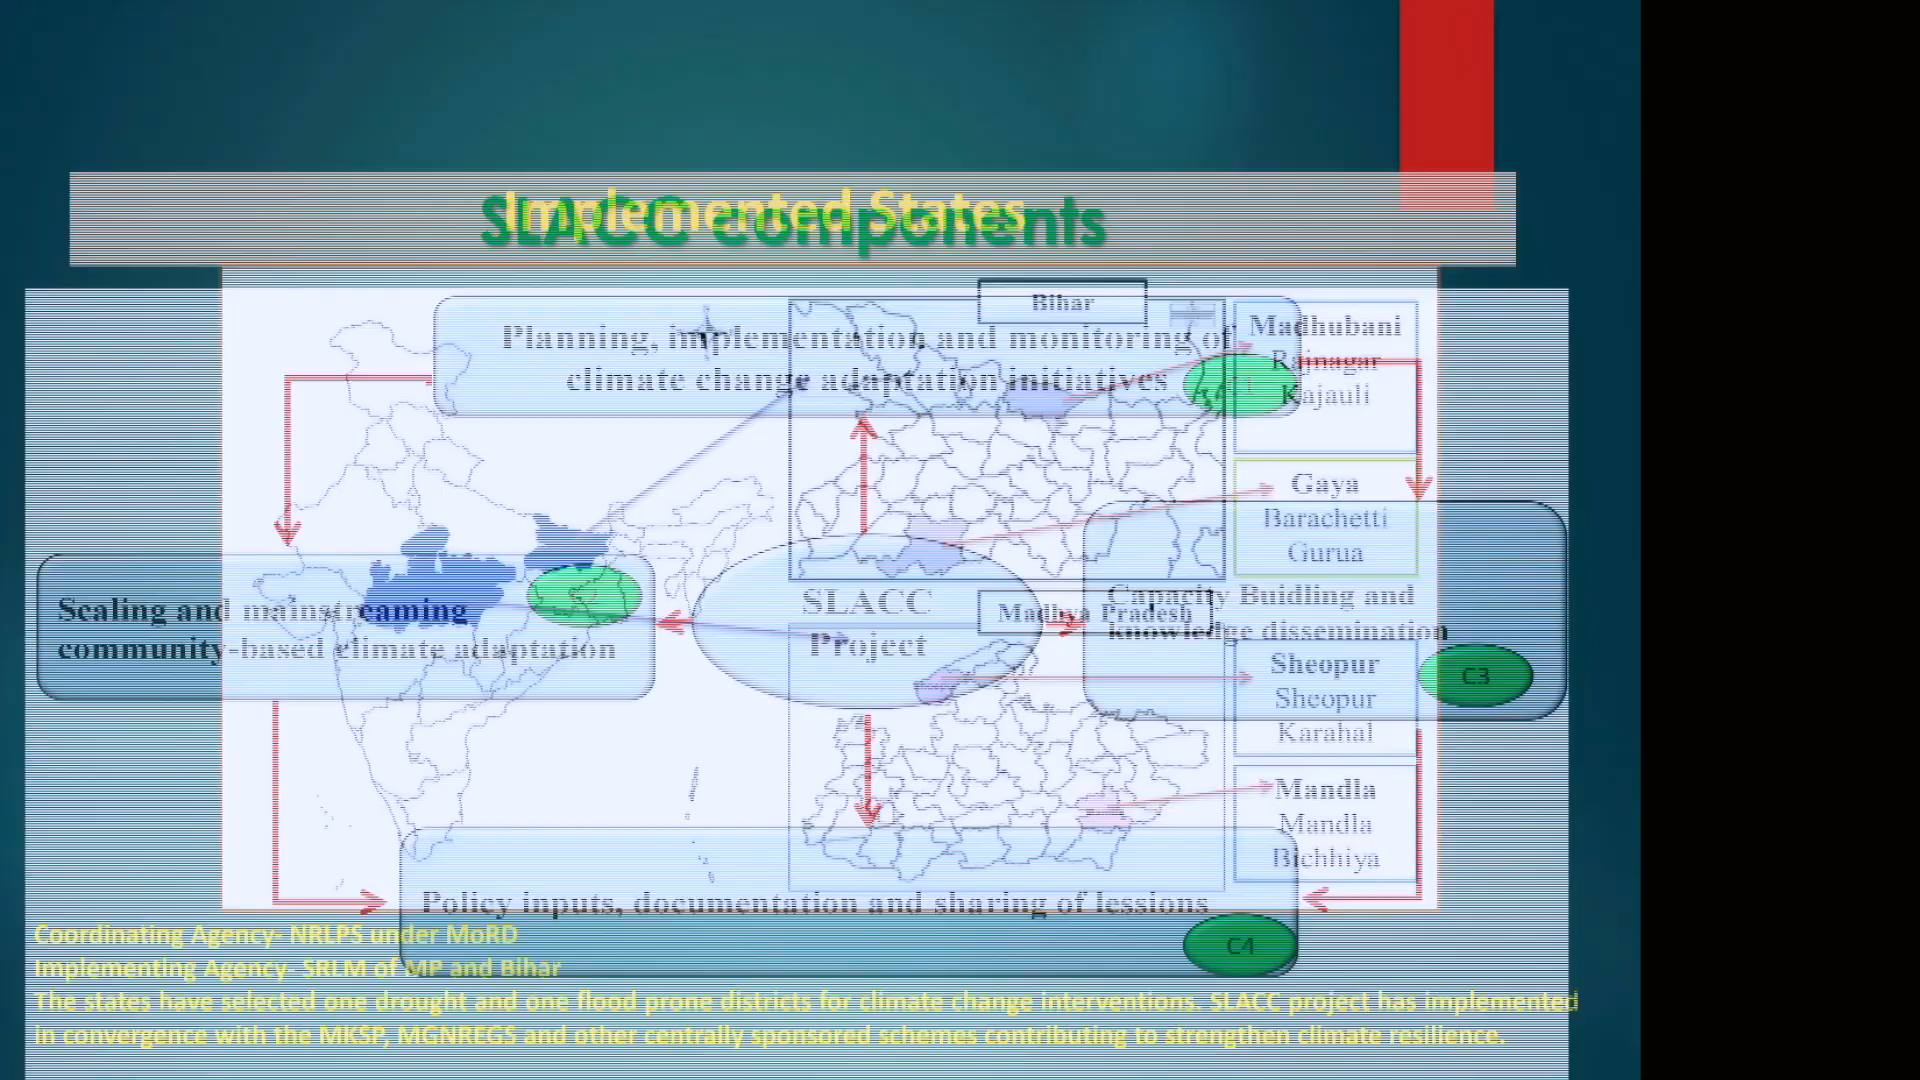 Implemented States
SLACC Components
Bihar
Planning, implementation and monitoring of
climate change adaptation initiatives
C1
Madhubani
Rajnagar
Kajauli
Gaya
Barachetti
Gurua
Scaling and mainstreaming
community-based climate adaptation
SLACC
Project
Madhya Pradesh
Capacity Buidling and
knowledge dissemination
C3
Sheopur
Sheopur
Karahal
Mandla
Mandla
Bichhiya
Policy inputs, documentation and sharing of lessions
C4
Coordinating Agency- NRLPS under MoRD
Implementing Agency- SRLM of MP and Bihar
The states have selected one drought and one flood prone districts for climate change interventions. SLACC project has implemented
in convergence with the MKSP, MGNREGS and other centrally sponsored schemes contributing to strengthen climate resilience.